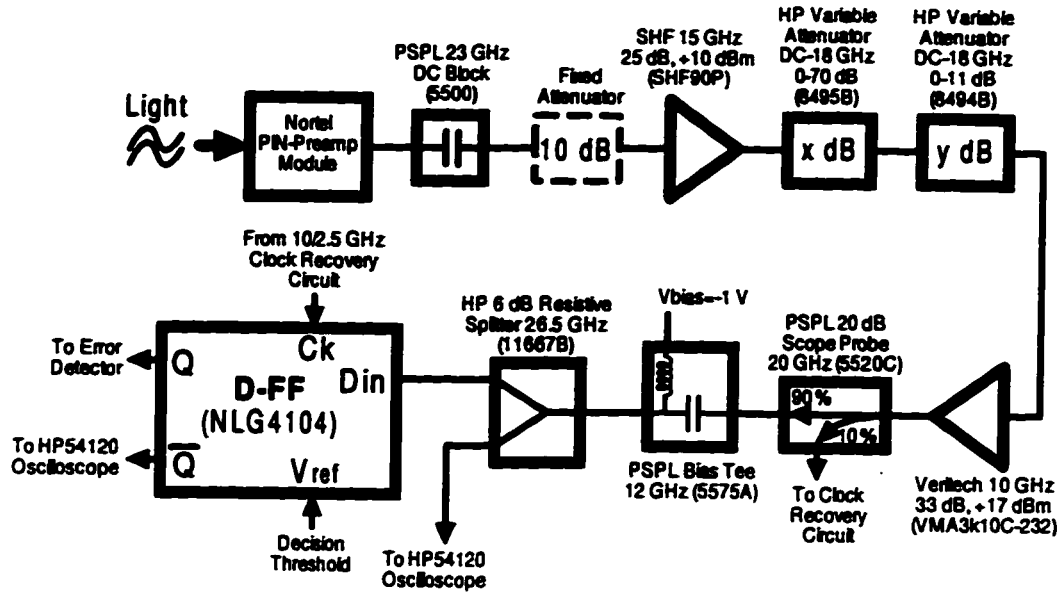 Light
Nortel
PIN-Preamp
Module
PSPL 23 GHz
DC Block
(5500)
Fixed
Attenuator
10 dB
SHF 15 GHz
25 dB, +10 dBm
(SHF90P)
HP Variable
Attenuator
DC-18 GHz
0-70 dB
(8495B)
x dB
HP Variable
Attenuator
DC-18 GHz
0-11 dB
(8494B)
y dB
From 10/2.5 GHz
Clock Recovery
Circuit
To Error
Detector
Q
Ck
D-FF
Din
(NLG4104)
To HP54120
Oscilloscope
Q
Vref
Decision
Threshold
HP 6 dB Resistive
Splitter 26.5 GHz
(11667B)
To HP54120
Oscilloscope
Vbias=-1 V
PSPL Bias Tee
12 GHz (5575A)
PSPL 20 dB
Scope Probe
20 GHz (5520C)
90%
10%
To Clock
Recovery
Circuit
Veritech 10 GHz
33 dB, +17 dBm
(VMA3k10C-232)